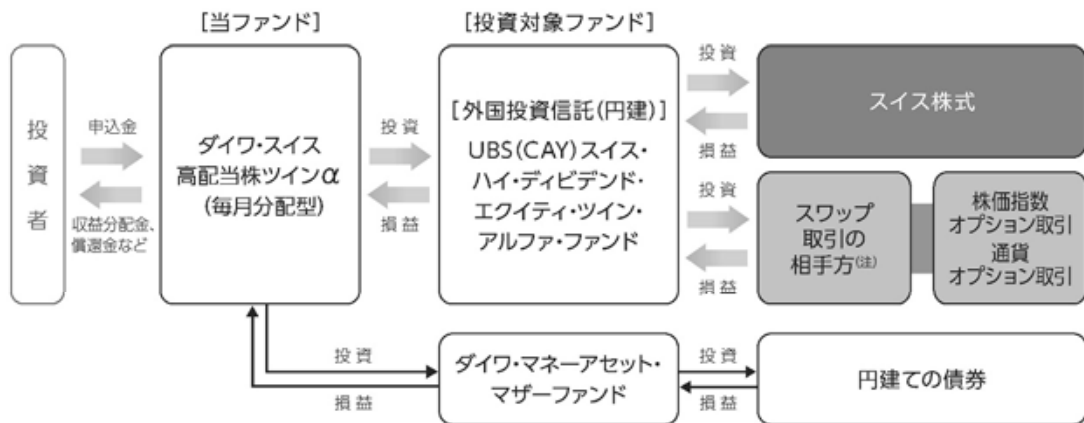 [当ファンド]
[投資対象ファンド]
投資者
申込金
収益分配金、
償還金など
ダイワ・スイス
高配当株ツインα
(毎月分配型)
投資
損益
[外国投資信託(円建)]
UBS(CAY)スイス・
ハイ・ディビデンド・
エクイティ・ツイン・
アルファ・ファンド
投資
損益
スイス株式
投資
損益
スワップ
取引の
相手方(注)
株価指数
オプション取引
通貨
オプション取引
投資
損益
ダイワ・マネーアセット・
マザーファンド
投資
損益
円建ての債券